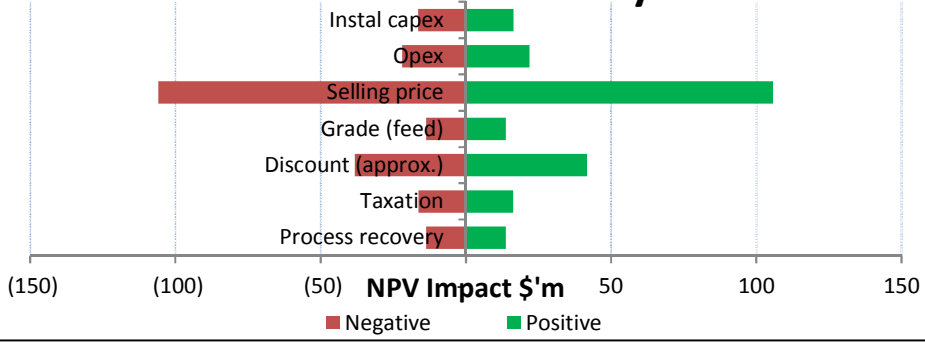 Instal capex
Opex
Selling price
Grade (feed)
Discount (approx.)
Taxation
Process recovery
(150) (100) (50) NPV Impact $'m 50 100 150
Negative Positive